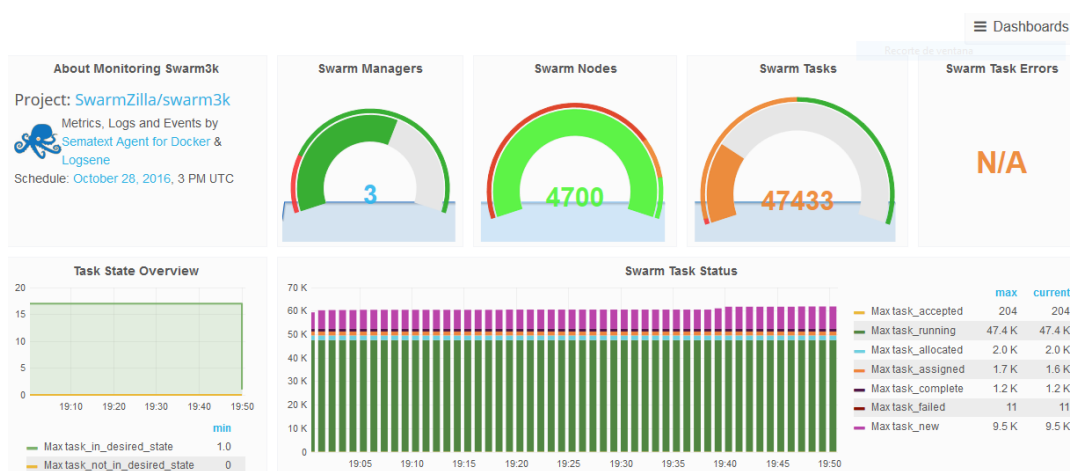 ≡ Dashboards
Recorte de ventana
About Monitoring Swarm3k
Project: SwarmZilla/swarm3k
Metrics, Logs and Events by
Sematext Agent for Docker &
Logsene
Schedule: October 28, 2016, 3 PM UTC
Swarm Managers
3
Swarm Nodes
4700
Swarm Tasks
47433
Swarm Task Errors
N/A
Task State Overview
20
15
10
5
0
19:10 19:20 19:30 19:40 19:50
min
Max task_in_desired_state 1.0
Max task_not_in_desired_state 0
Swarm Task Status
70 K
60 K
50 K
40 K
30 K
20 K
10 K
0
19:05 19:10 19:15 19:20 19:25 19:30 19:35 19:40 19:45 19:50
max current
Max task_accepted 204 204
Max task_running 47.4 K 47.4 K
Max task_allocated 2.0 K 2.0 K
Max task_assigned 1.7 K 1.6 K
Max task_complete 1.2 K 1.2 K
Max task_failed 11 11
Max task_new 9.5 K 9.5 K